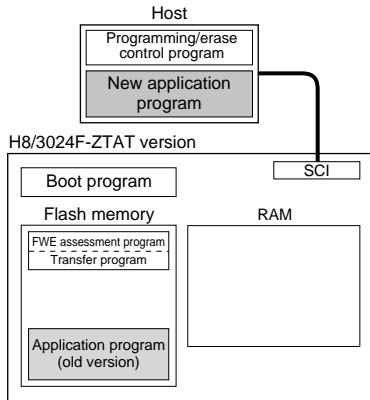 Host
Programming/erase
control program
New application
program
H8/3024F-ZTAT version
SCI
Boot program
Flash memory
RAM
FWE assessment program
Transfer program
Application program
(old version)